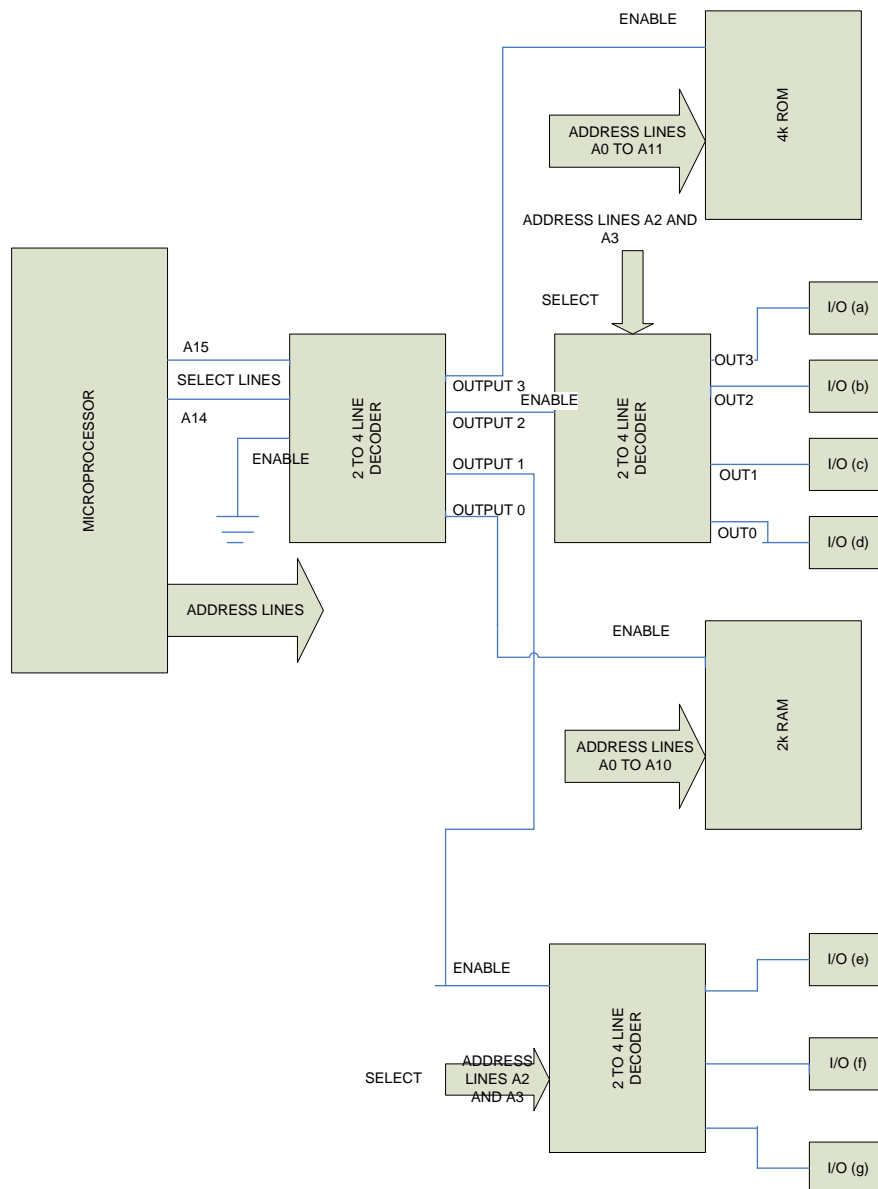 ENABLE
4k ROM
ADDRESS LINES
A0 TO A11
ADDRESS LINES A2 AND
A3
SELECT
I/O (a)
MICROPROCESSOR
A15
SELECT LINES
A14
ENABLE
2 TO 4 LINE
DECODER
OUTPUT 3
ENABLE
OUTPUT 2
OUTPUT 1
OUTPUT 0
2 TO 4 LINE
DECODER
OUT3
OUT2
I/O (b)
OUT1
I/O (c)
OUT0
I/O (d)
ADDRESS LINES
ENABLE
2k RAM
ADDRESS LINES
A0 TO A10
ENABLE
2 TO 4 LINE
DECODER
SELECT
ADDRESS
LINES A2
AND A3
I/O (e)
I/O (f)
I/O (g)